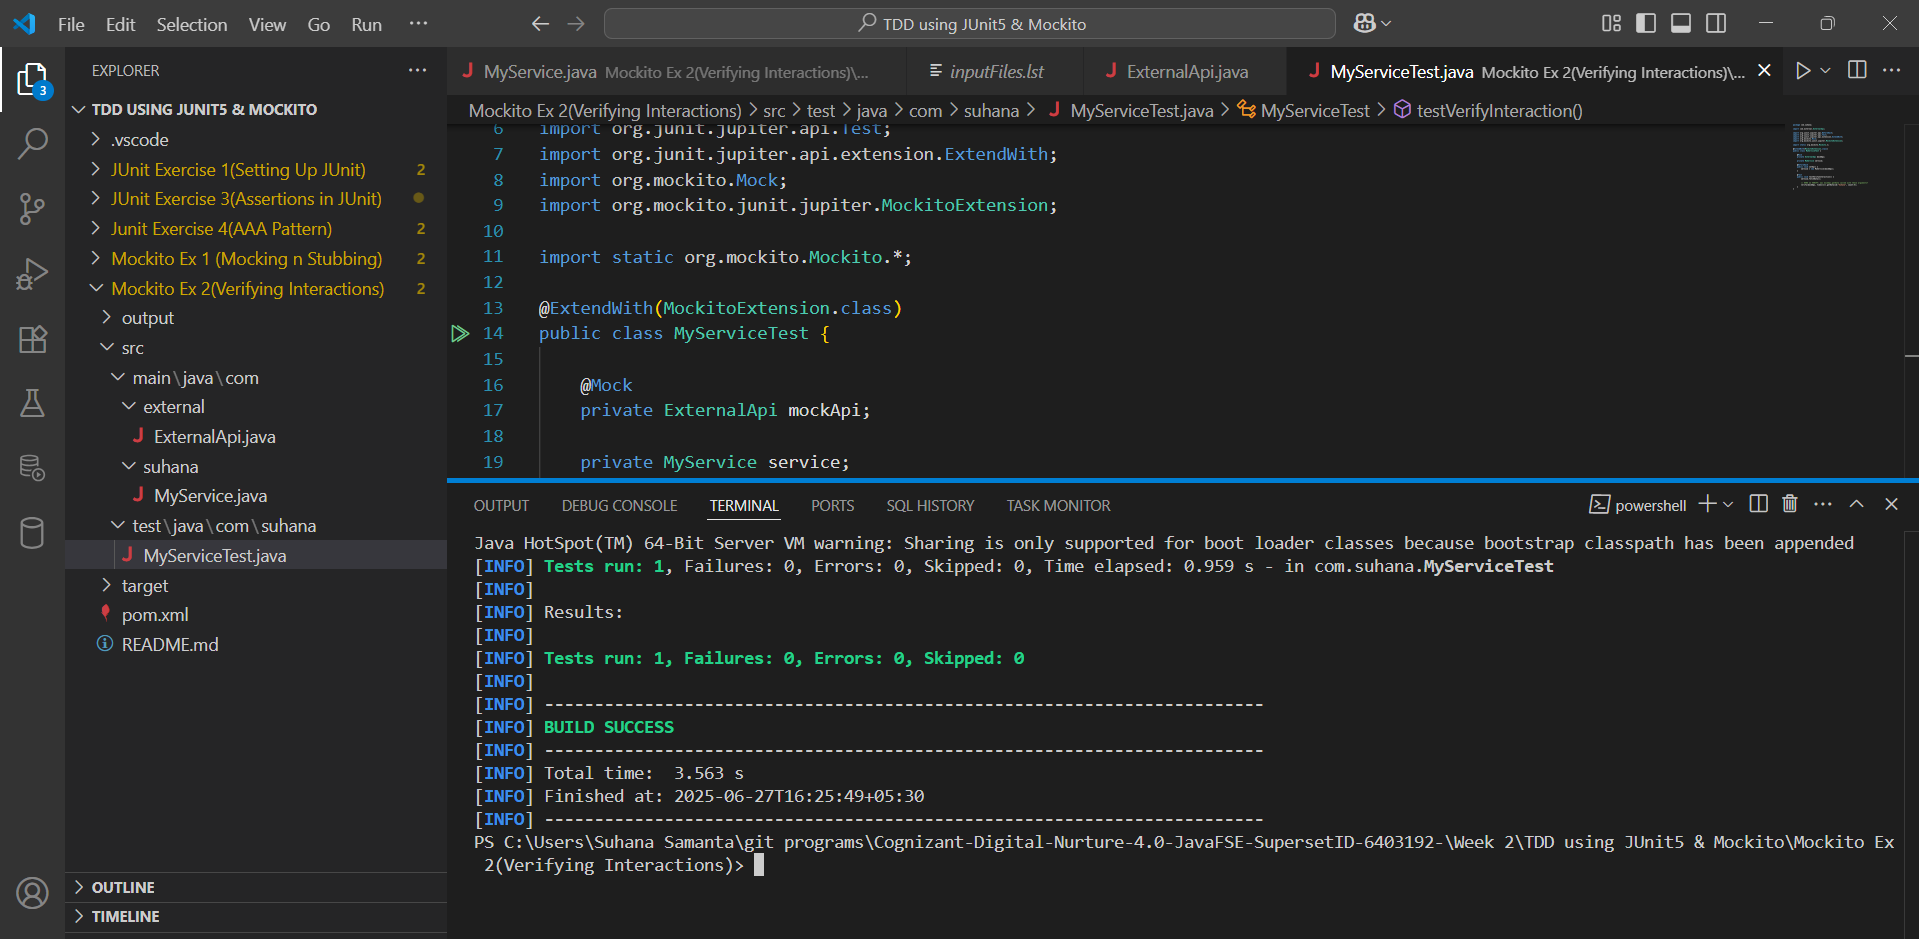 File Edit Selection View Go Run ··· TDD using JUnit5 & Mockito
EXPLORER ···
3
TDD USING JUNIT5 & MOCKITO
.vscode
JUnit Exercise 1(Setting Up JUnit) 2
JUnit Exercise 3(Assertions in JUnit)
Junit Exercise 4(AAA Pattern) 2
Mockito Ex 1 (Mocking n Stubbing) 2
Mockito Ex 2(Verifying Interactions) 2
output
src
main\java\com
external
J ExternalApi.java
suhana
J MyService.java
test\java\com\suhana
J MyServiceTest.java
target
pom.xml
README.md
OUTLINE
TIMELINE
J MyService.java Mockito Ex 2(Verifying Interactions)\... inputFiles.lst J ExternalApi.java J MyServiceTest.java Mockito Ex 2(Verifying Interactions)\...
Mockito Ex 2(Verifying Interactions) > src > test > java > com > suhana > J MyServiceTest.java > MyServiceTest > testVerifyInteraction()
6 import org.junit.jupiter.api.Test;
7 import org.junit.jupiter.api.extension.ExtendWith;
8 import org.mockito.Mock;
9 import org.mockito.junit.jupiter.MockitoExtension;
10
11 import static org.mockito.Mockito.*;
12
13 @ExtendWith(MockitoExtension.class)
14 public class MyServiceTest {
15
16 @Mock
17 private ExternalApi mockApi;
18
19 private MyService service;
OUTPUT DEBUG CONSOLE TERMINAL PORTS SQL HISTORY TASK MONITOR powershell
Java HotSpot(TM) 64-Bit Server VM warning: Sharing is only supported for boot loader classes because bootstrap classpath has been appended
[INFO] Tests run: 1, Failures: 0, Errors: 0, Skipped: 0, Time elapsed: 0.959 s - in com.suhana.MyServiceTest
[INFO]
[INFO] Results:
[INFO]
[INFO] Tests run: 1, Failures: 0, Errors: 0, Skipped: 0
[INFO]
[INFO] ------------------------------------------------------------------------
[INFO] BUILD SUCCESS
[INFO] ------------------------------------------------------------------------
[INFO] Total time:  3.563 s
[INFO] Finished at: 2025-06-27T16:25:49+05:30
[INFO] ------------------------------------------------------------------------
PS C:\Users\Suhana Samanta\git programs\Cognizant-Digital-Nurture-4.0-JavaFSE-SupersetID-6403192-\Week 2\TDD using JUnit5 & Mockito\Mockito Ex
2(Verifying Interactions)>